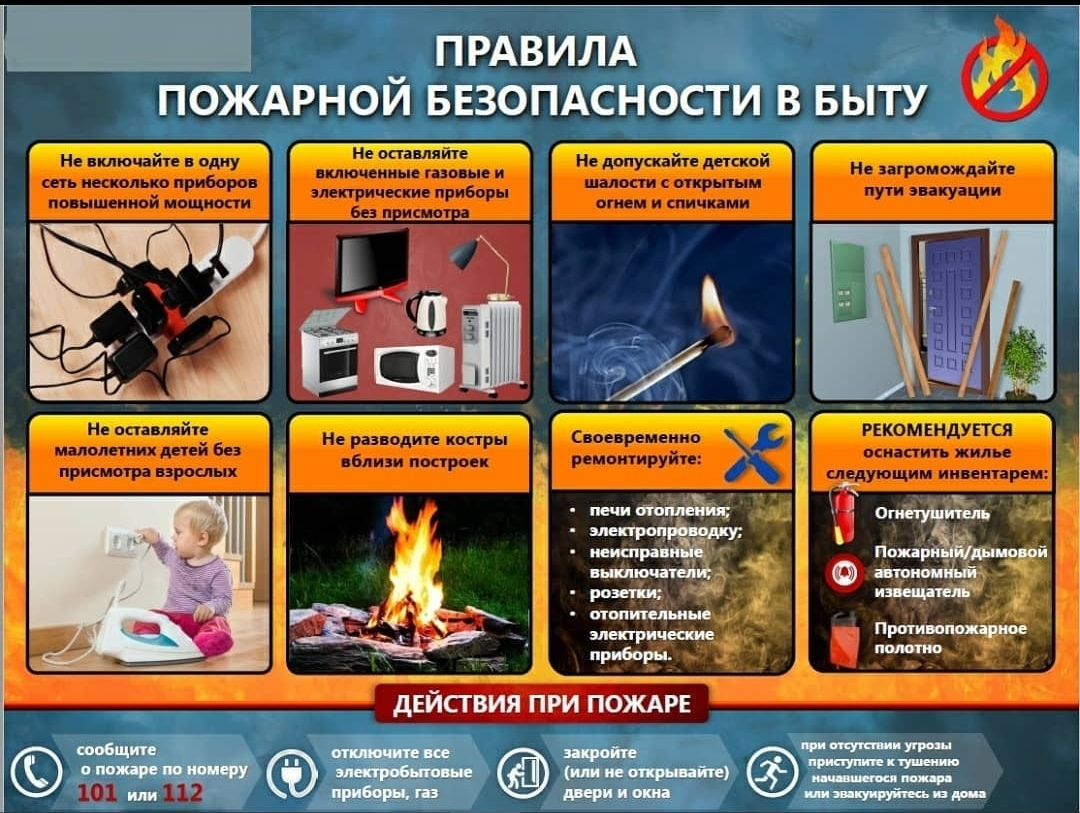 ПРАВИЛА
ПОЖАРНОЙ БЕЗОПАСНОСТИ В БЫТУ
Не включайте в одну
сеть несколько приборов
повышенной мощности
Не оставляйте
включенные газовые и
электрические приборы
без присмотра
Не допускайте детской
шалости с открытым
огнем и спичками
Не загромождайте
пути эвакуации
Не оставляйте
малолетних детей без
присмотра взрослых
Не разводите костры
вблизи построек
Своевременно
ремонтируйте:
• печи отопления;
• электропроводку;
• неисправные
выключатели;
• розетки;
• отопительные
электрические
приборы.
РЕКОМЕНДУЕТСЯ
оснастить жилье
следующим инвентарем:
Огнетушитель
Пожарный/дымовой
автономный
извещатель
Противопожарное
полотно
ДЕЙСТВИЯ ПРИ ПОЖАРЕ
сообщите
о пожаре по номеру
101 или 112
отключите все
электробытовые
приборы, газ
закройте
(или не открывайте)
двери и окна
при отсутствии угрозы
приступите к тушению
начавшегося пожара
или эвакуируйтесь из дома